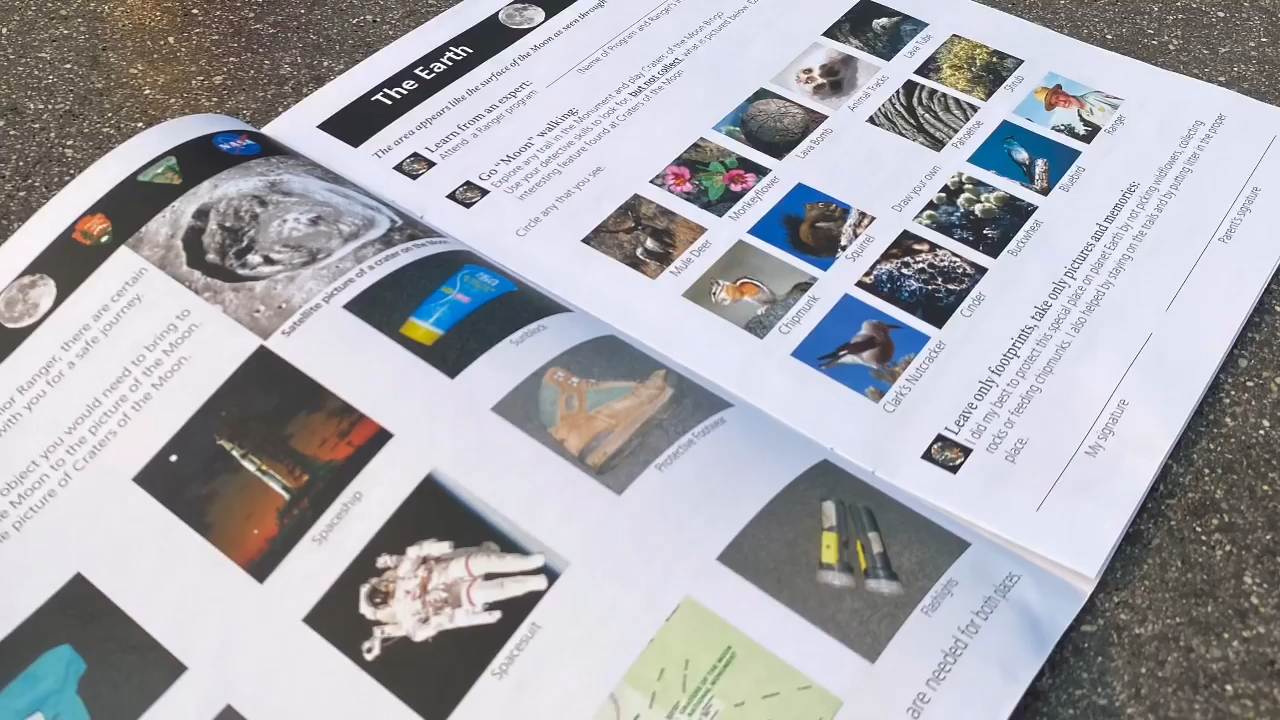 NASA
nior Ranger, there are certain
with you for a safe journey.
object you would need to bring to
e Moon to the picture of the Moon.
e picture of Craters of the Moon.
Satellite picture of a crater on the Moon
Sunblock
Protective Footwear
Spaceship
Spacesuit
Flashlights
CRATERS OF THE MOON
NATIONAL MONUMENT
are needed for both places.
The Earth
The area appears like the surface of the Moon as seen through
Learn from an expert:
Attend a Ranger program
(Name of Program and Ranger's
Go "Moon" walking:
Explore any trail in the Monument and play Craters of the Moon Bingo
Use your detective skills to look for, but not collect, what is pictured below.
interesting feature found at Craters of the Moon
Circle any that you see:
Lava Tube
Animal Tracks
Shrub
Lava Bomb
Pahoehoe
Ranger
Monkeyflower
Draw your own
Bluebird
Mule Deer
Squirrel
Buckwheat
Chipmunk
Cinder
Clark's Nutcracker
Leave only footprints, take only pictures and memories:
I did my best to protect this special place on planet Earth by not picking wildflowers, collecting
rocks or feeding chipmunks. I also helped by staying on the trails and by putting litter in the proper
place.
My signature
Parent's signature